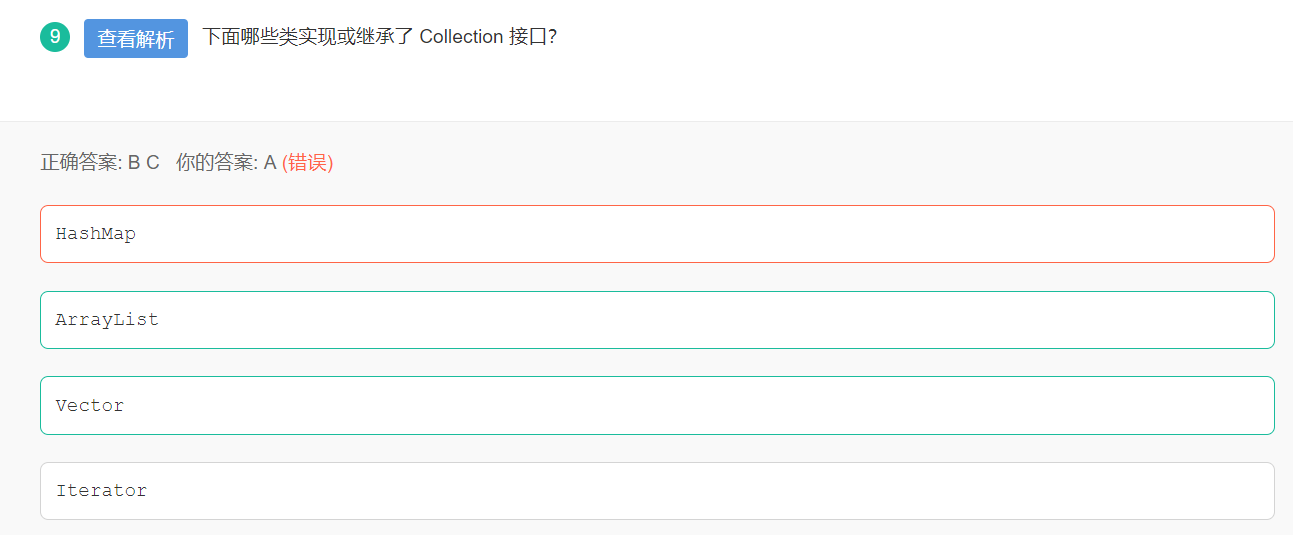 9 查看解析 下面哪些类实现或继承了 Collection 接口?
正确答案: B C 你的答案: A (错误)
HashMap
ArrayList
Vector
Iterator